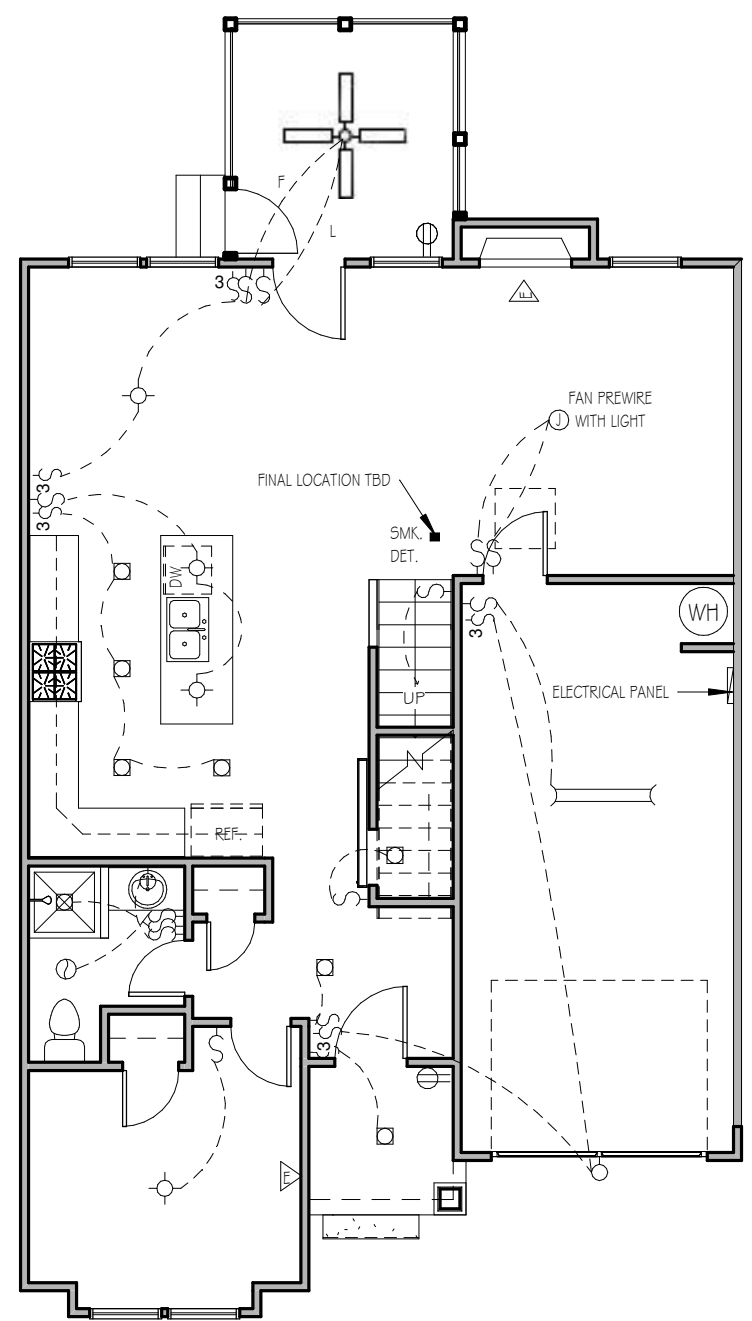 F
L
3
E
FAN PREWIRE
J WITH LIGHT
FINAL LOCATION TBD
3
3
SMK.
DET.
DW
WH
3
UP
ELECTRICAL PANEL
REF.
3
E